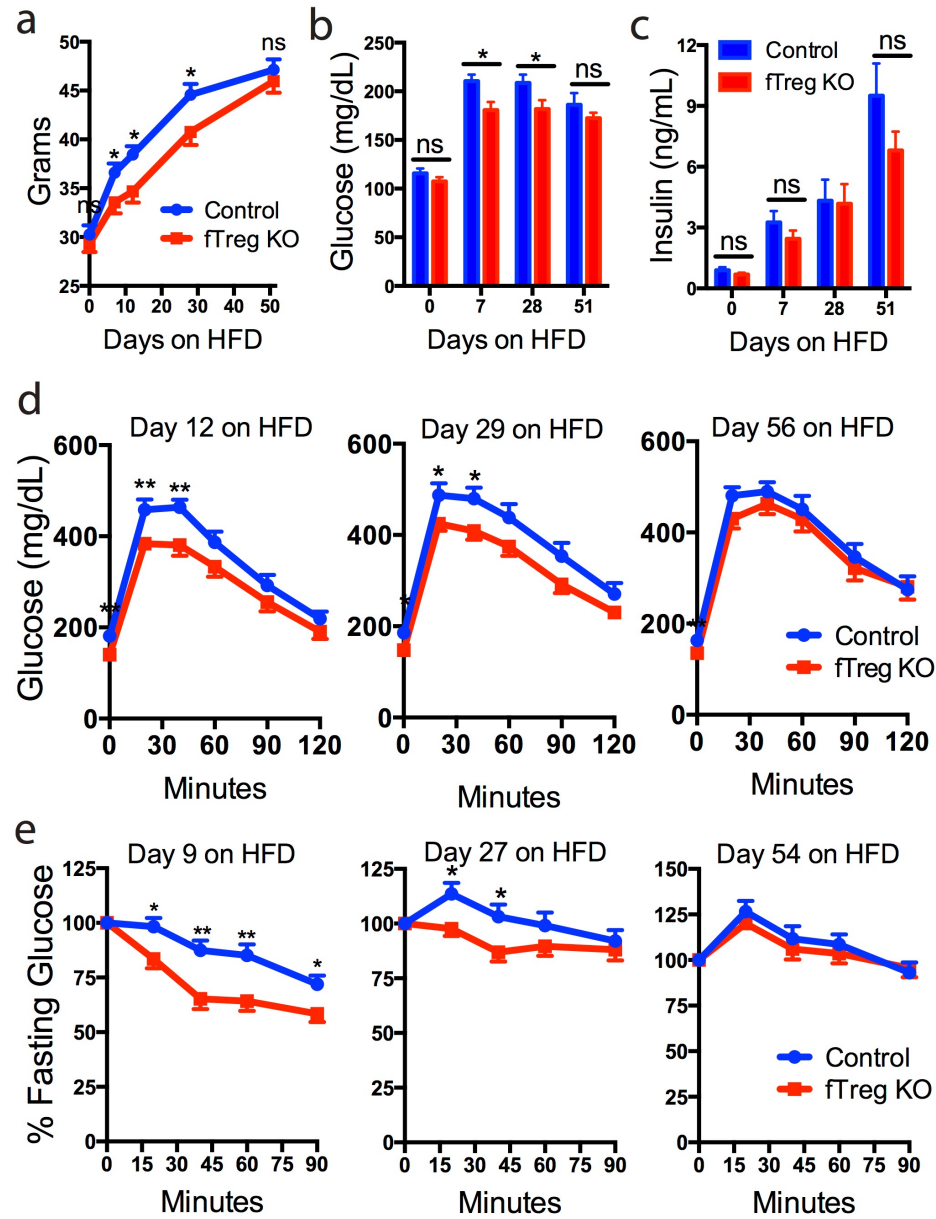 a
50
45
40
35
30
25
Grams
ns
*
*
*
ns
Control
fTreg KO
0 10 20 30 40 50
Days on HFD
b
250
200
150
100
50
0
Glucose (mg/dL)
ns
*
*
ns
0 7 28 51
Days on HFD
c
12
9
6
3
0
Insulin (ng/mL)
Control
fTreg KO
ns
ns
ns
0 7 28 51
Days on HFD
d
Glucose (mg/dL)
Day 12 on HFD
600
400
200
0
**
**
**
0 30 60 90 120
Minutes
Day 29 on HFD
600
400
200
0
*
*
*
0 30 60 90 120
Minutes
Day 56 on HFD
600
400
200
0
**
Control
fTreg KO
0 30 60 90 120
Minutes
e
% Fasting Glucose
Day 9 on HFD
125
100
75
50
25
0
*
**
**
*
0 15 30 45 60 75 90
Minutes
Day 27 on HFD
125
100
75
50
25
0
*
*
0 15 30 45 60 75 90
Minutes
Day 54 on HFD
150
125
100
75
50
25
0
Control
fTreg KO
0 15 30 45 60 75 90
Minutes